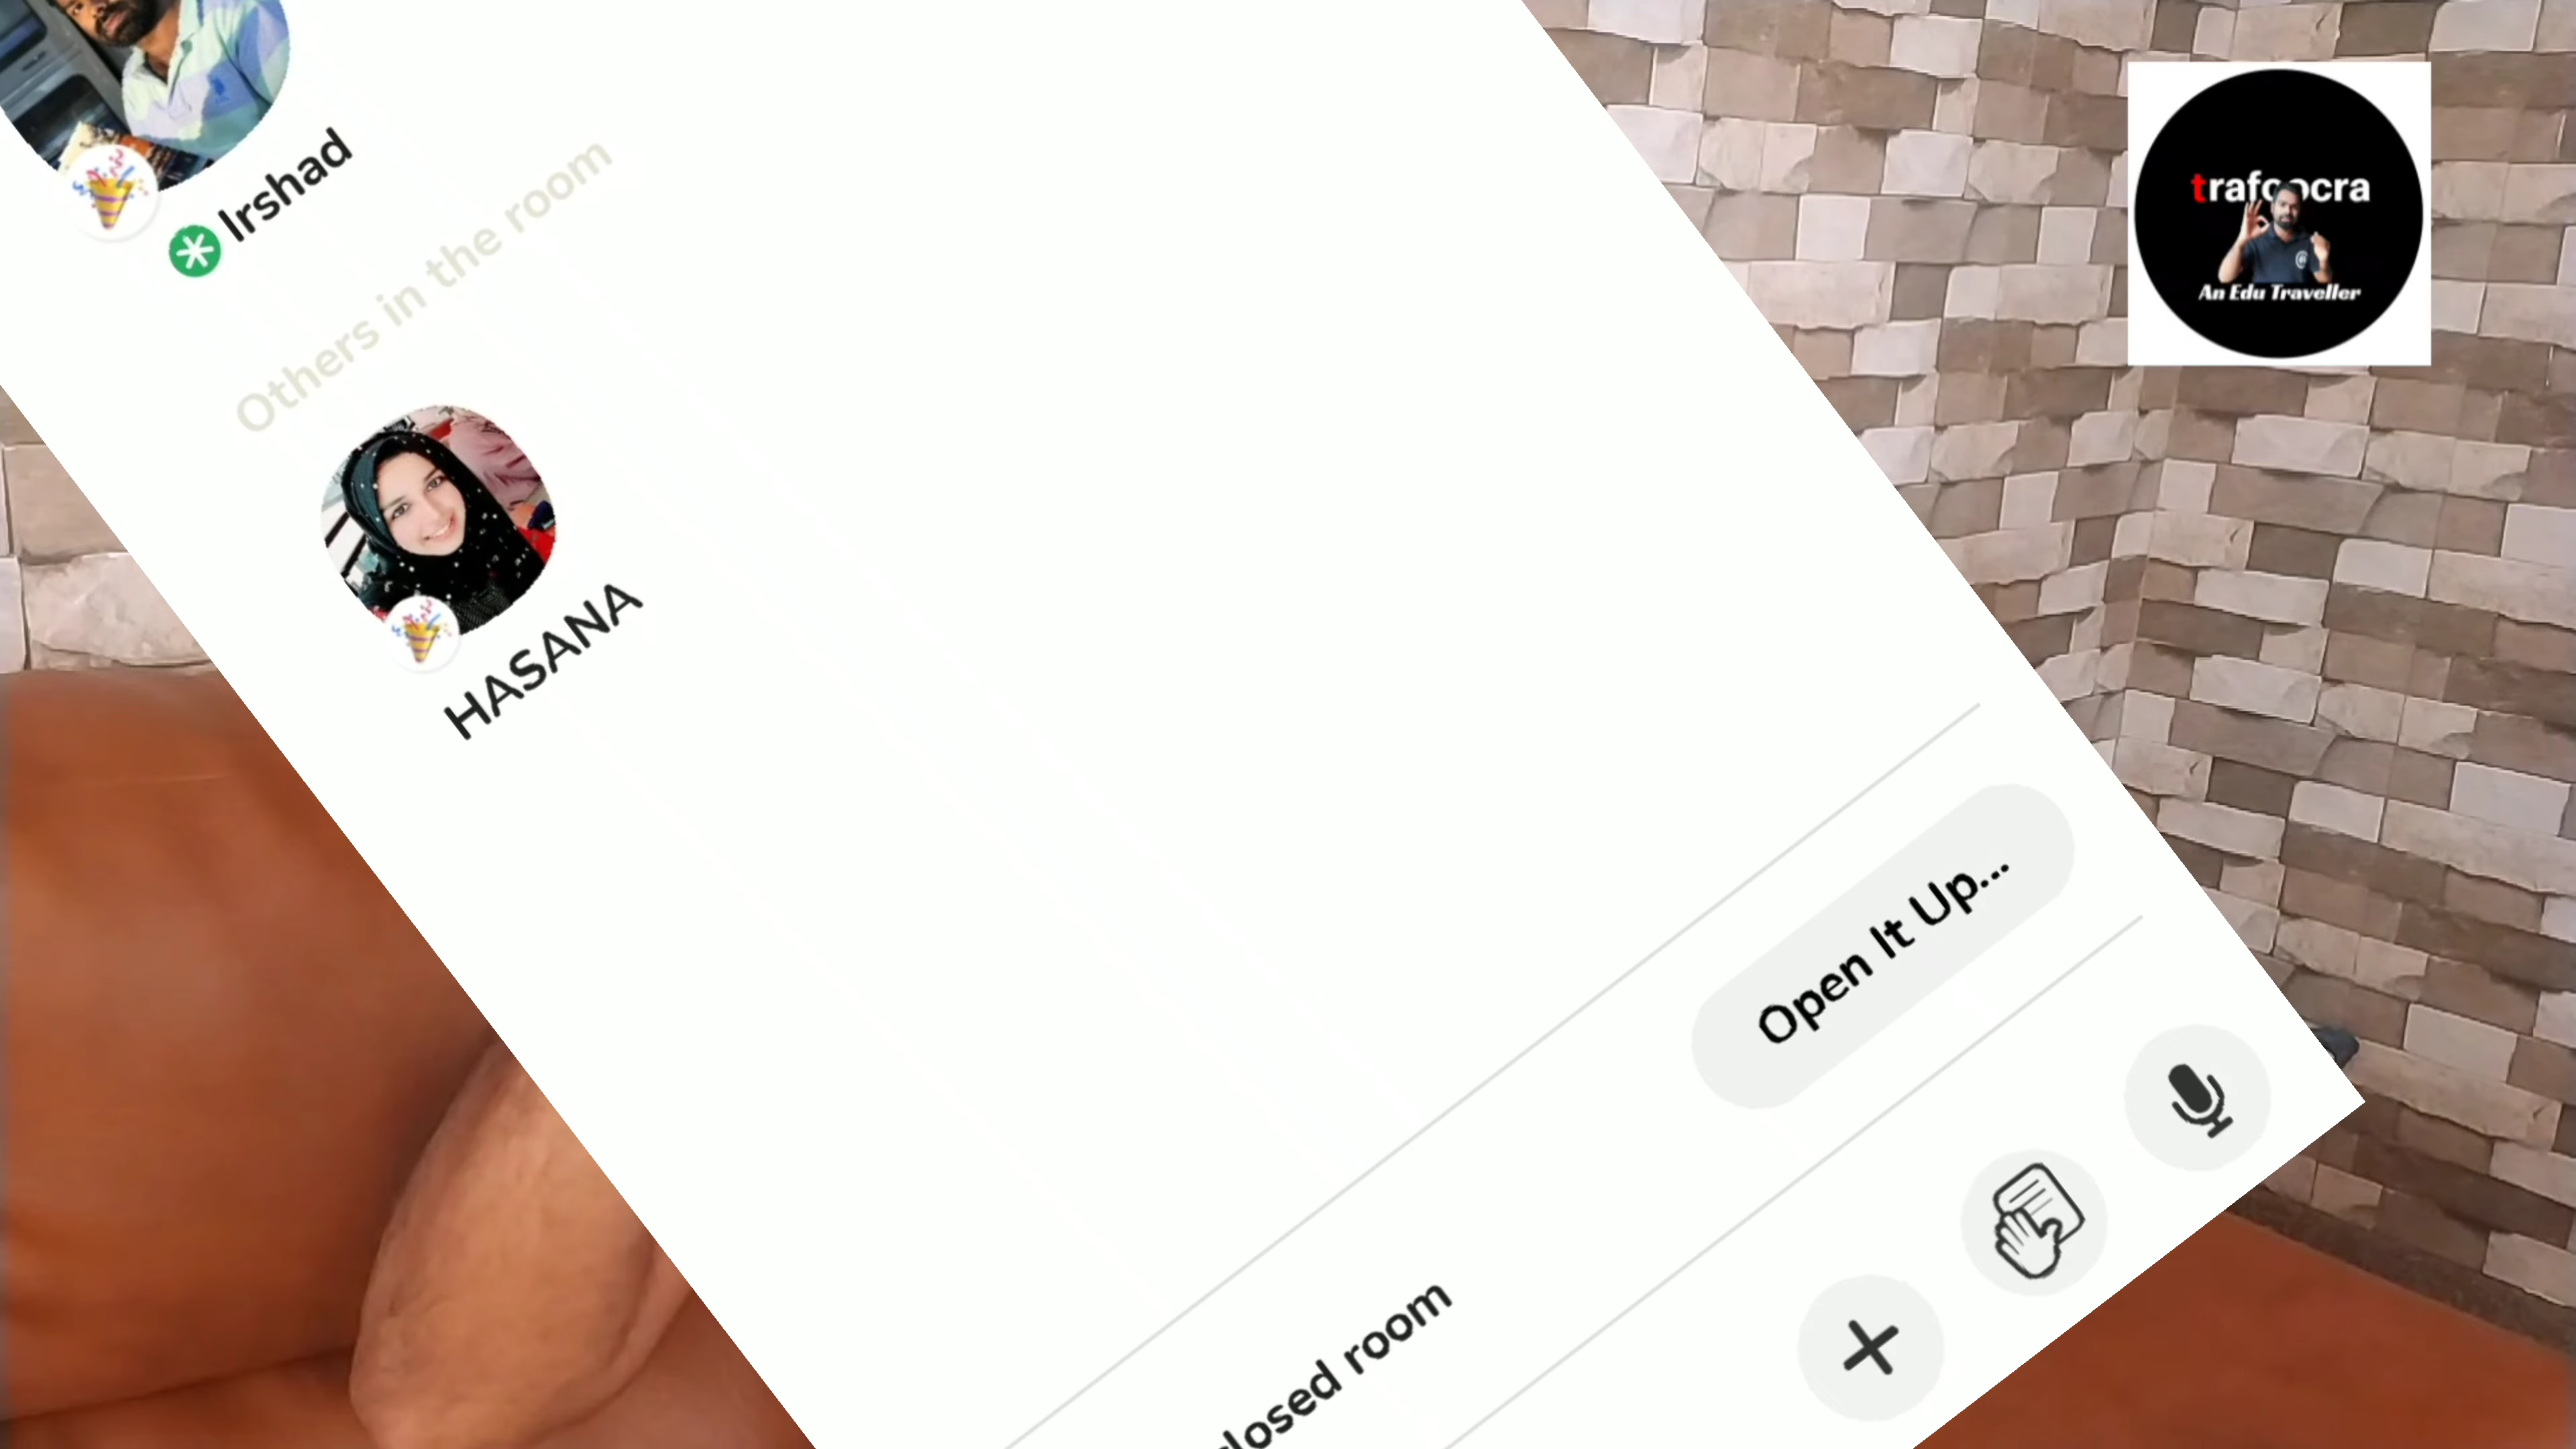 Irshad
Others in the room
HASANA
Open It Up...
losed room
An Edu Traveller